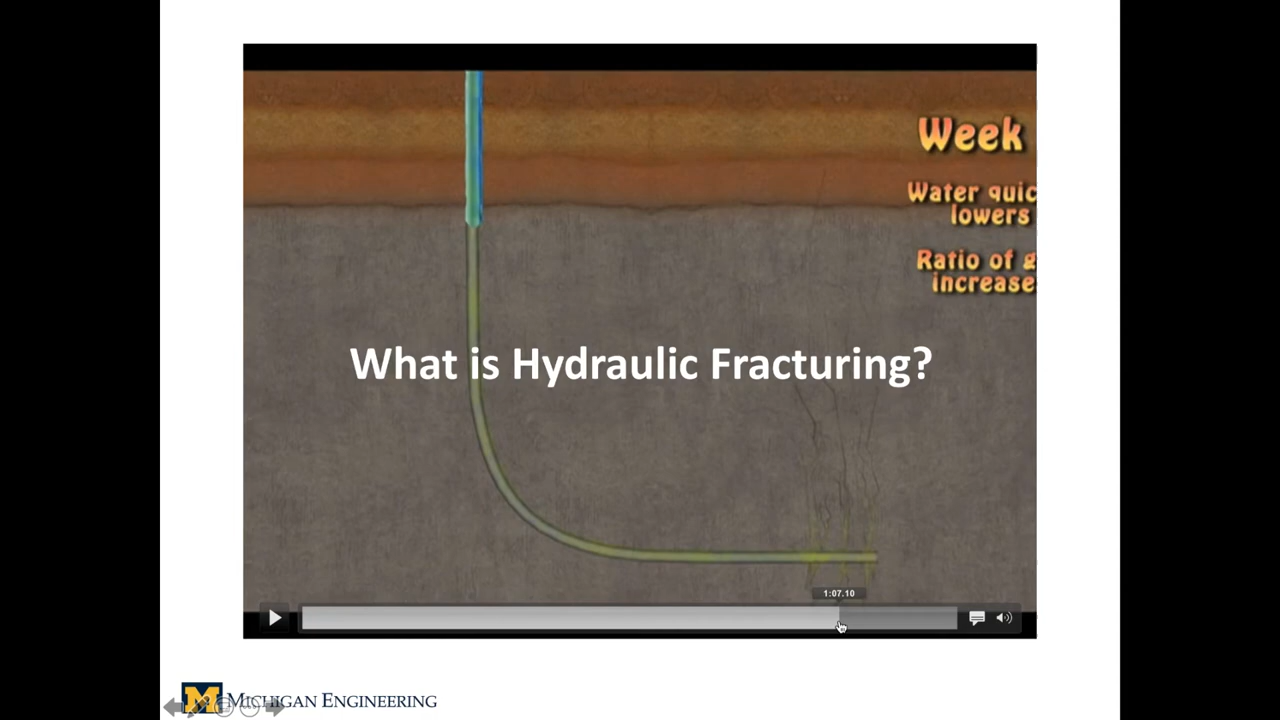 Week
Water quic
lowers
Ratio of g
increase
What is Hydraulic Fracturing?
1:07.10
M MICHIGAN ENGINEERING